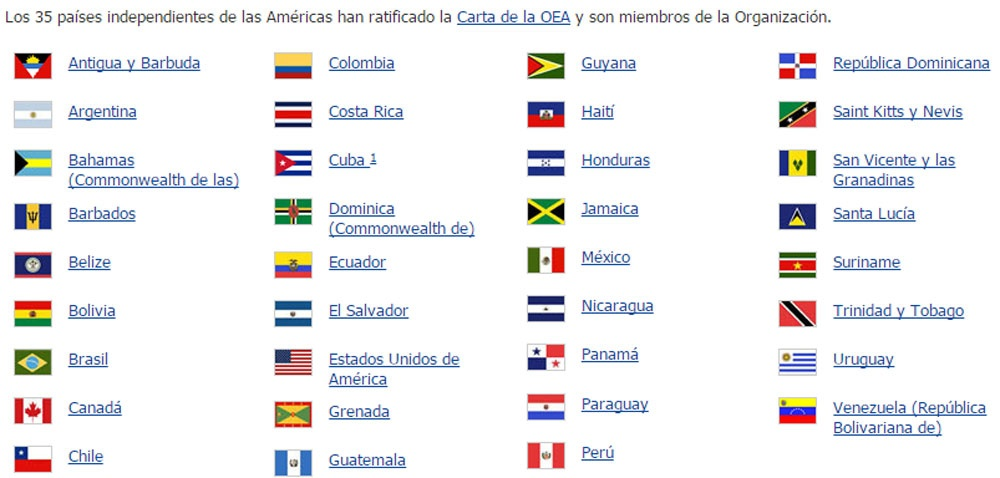 Los 35 países independientes de las Américas han ratificado la Carta de la OEA y son miembros de la Organización.
Antigua y Barbuda
Argentina
Bahamas
(Commonwealth de las)
Barbados
Belize
Bolivia
Brasil
Canadá
Chile
Colombia
Costa Rica
Cuba 1
Dominica
(Commonwealth de)
Ecuador
El Salvador
Estados Unidos de
América
Grenada
Guatemala
Guyana
Haití
Honduras
Jamaica
México
Nicaragua
Panamá
Paraguay
Perú
República Dominicana
Saint Kitts y Nevis
San Vicente y las
Granadinas
Santa Lucía
Suriname
Trinidad y Tobago
Uruguay
Venezuela (República
Bolivariana de)